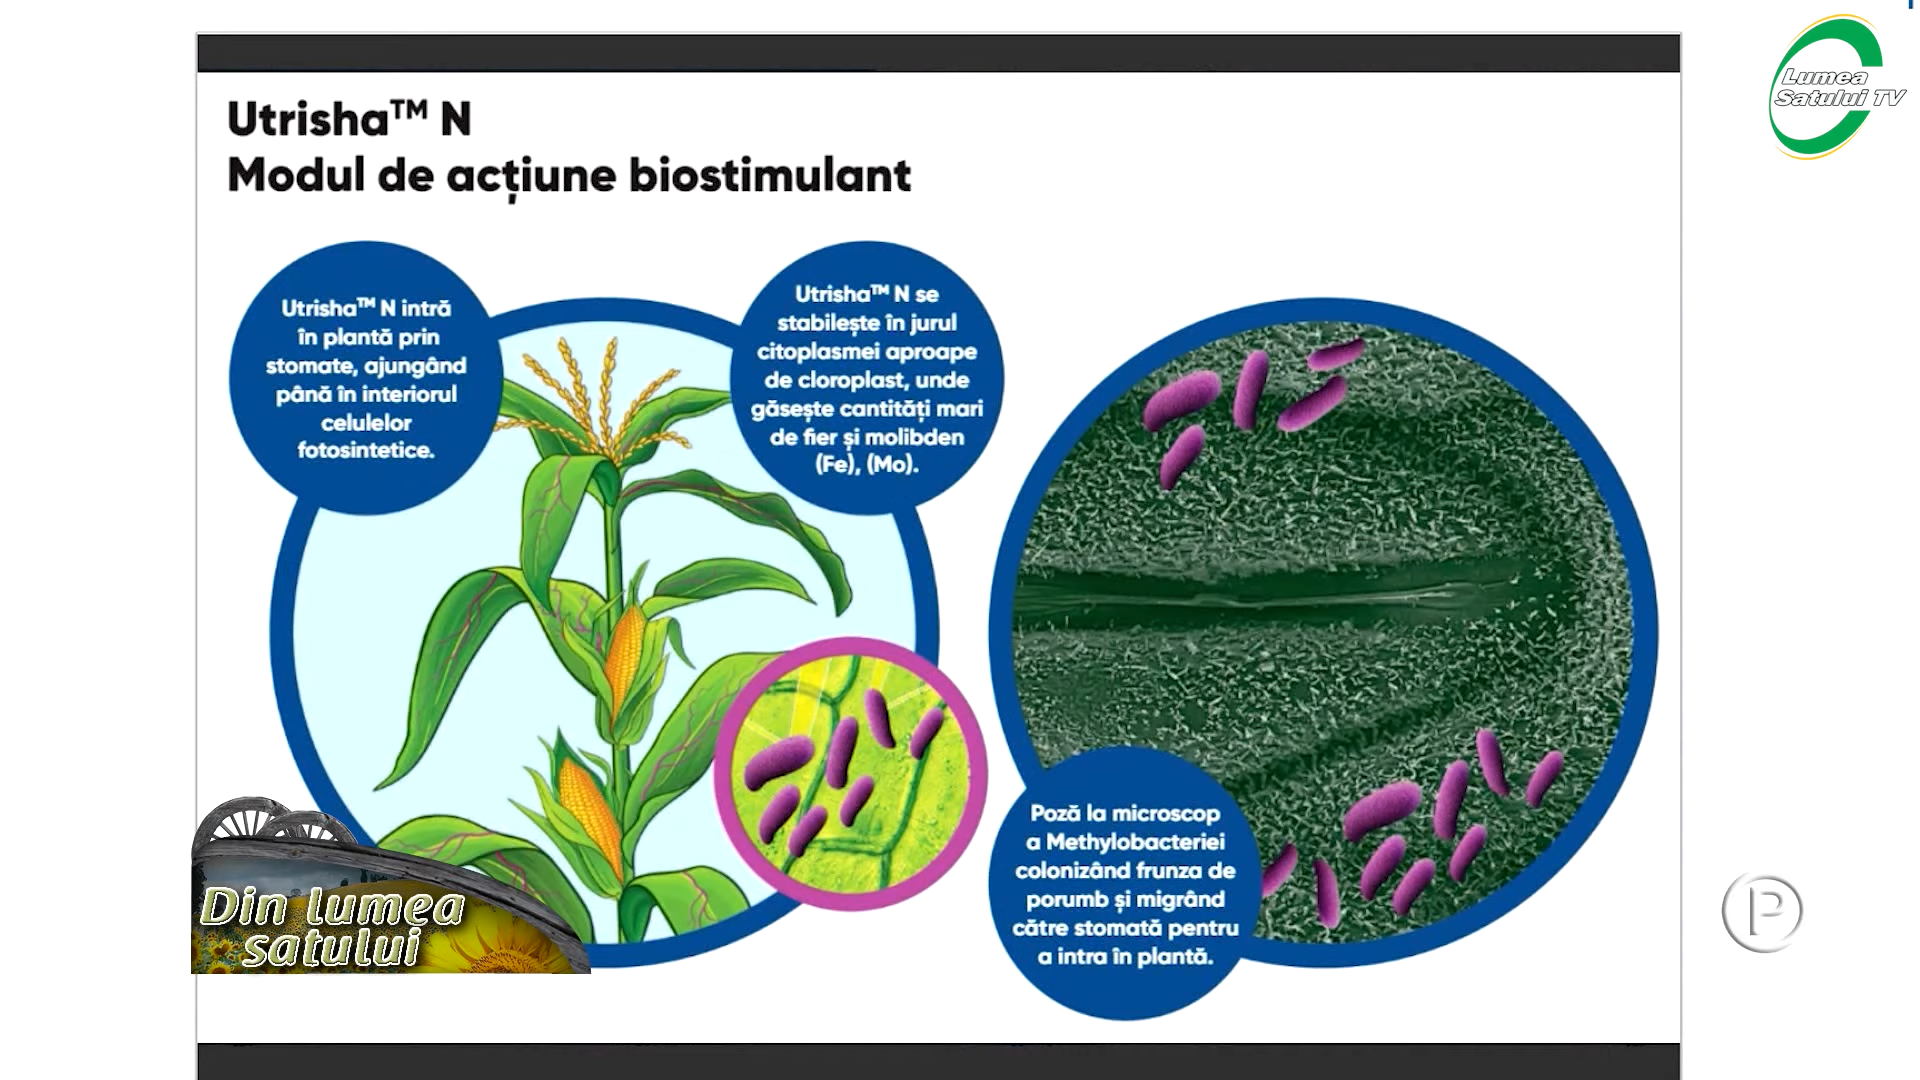 Lumea
Satului TV
Utrisha™ N
Modul de acțiune biostimulant
Utrisha™ N intră
în plantă prin
stomate, ajungând
până în interiorul
celulelor
fotosintetice.
Utrisha™ N se
stabilește în jurul
citoplasmei aproape
de cloroplast, unde
găsește cantități mari
de fier și molibden
(Fe), (Mo).
Poză la microscop
a Methylobacteriei
colonizând frunza de
porumb și migrând
către stomată pentru
a intra în plantă.
Din lumea
satului
P